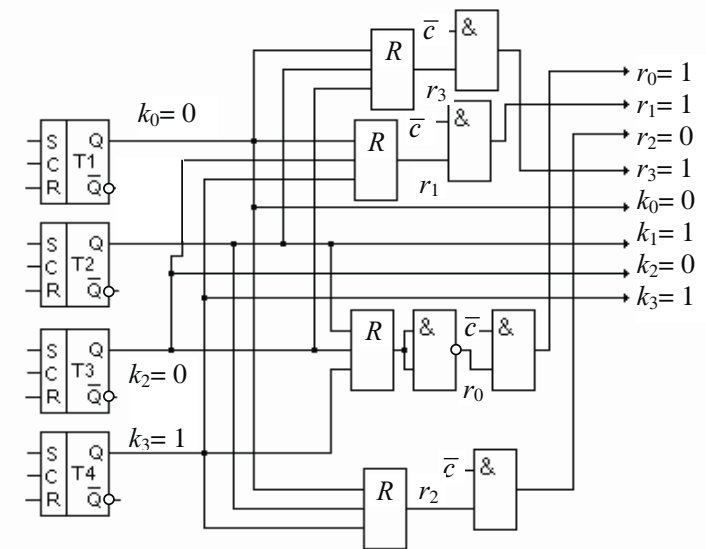 c̅ &
R
r₃
r₀= 1
k₀= 0
c̅ &
r₁= 1
S Q
C T1
R Q̅
R
r₁
r₂= 0
r₃= 1
k₀= 0
S Q
C T2
R Q̅
k₁= 1
k₂= 0
k₃= 1
R & c̅ &
r₀
S Q
C T3
R Q̅
k₂= 0
k₃= 1
S Q
C T4
R Q̅
c̅ &
R r₂